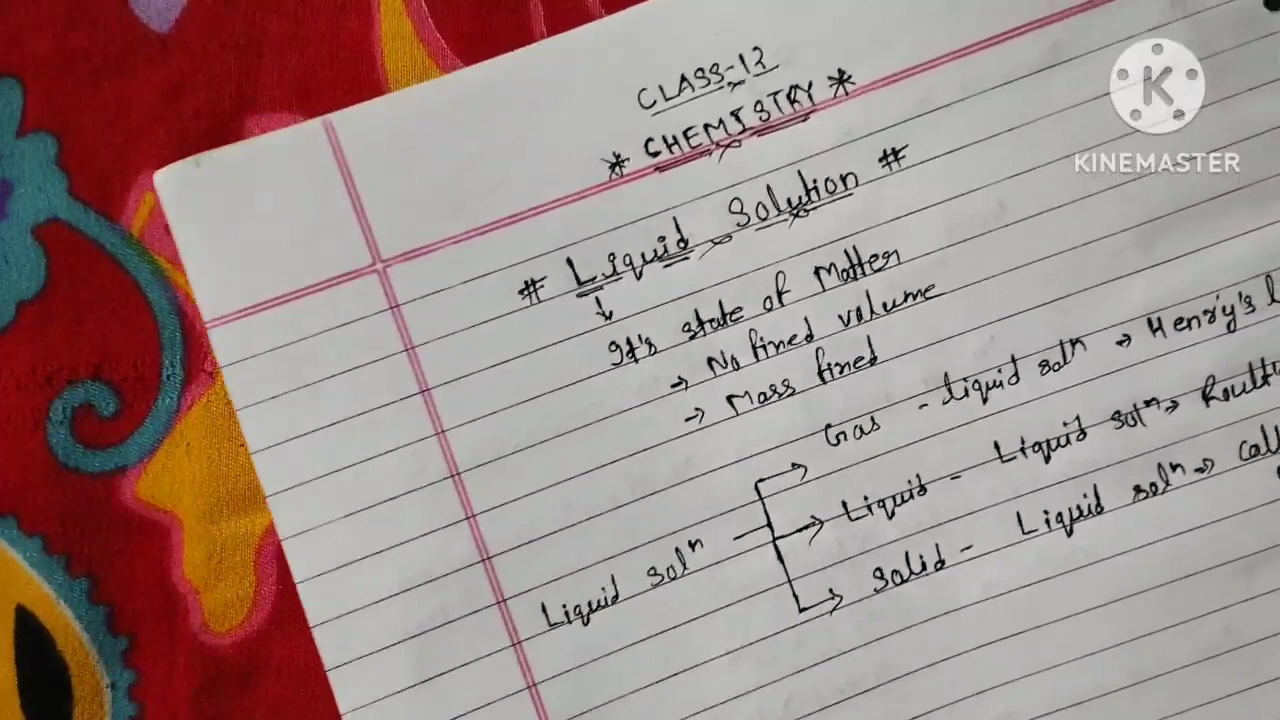 CLASS-12
* CHEMISTRY *
# Liquid Solution #
It's state of Matter
→ No fixed volume
→ Mass fixed
Liquid solⁿ
Gas - liquid solⁿ → Henry's
Liquid - Liquid solⁿ →
Solid - Liquid solⁿ →
K
KINEMASTER